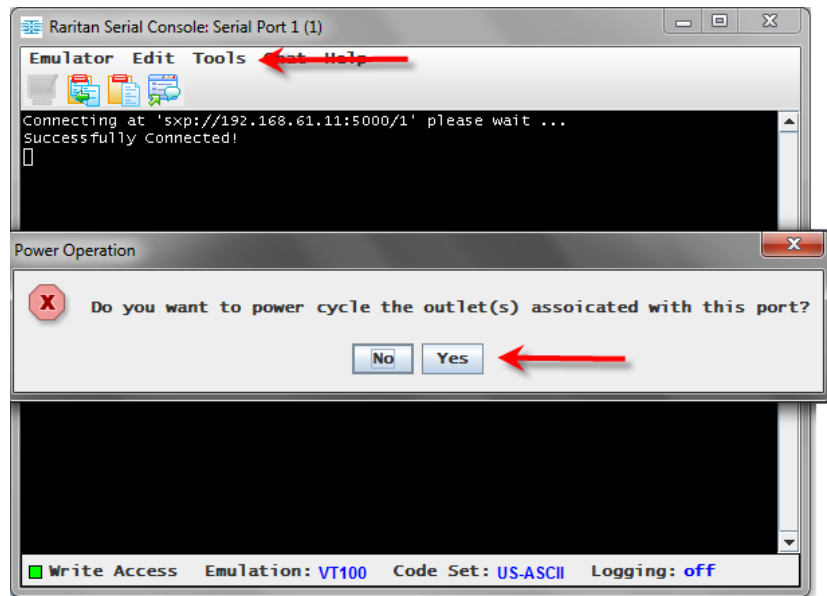 Raritan Serial Console: Serial Port 1 (1)
Emulator Edit Tools Chat Help
Connecting at 'sxp://192.168.61.11:5000/1' please wait ...
Successfully Connected!
Power Operation
Do you want to power cycle the outlet(s) assoicated with this port?
No Yes
Write Access Emulation: VT100 Code Set: US-ASCII Logging: off